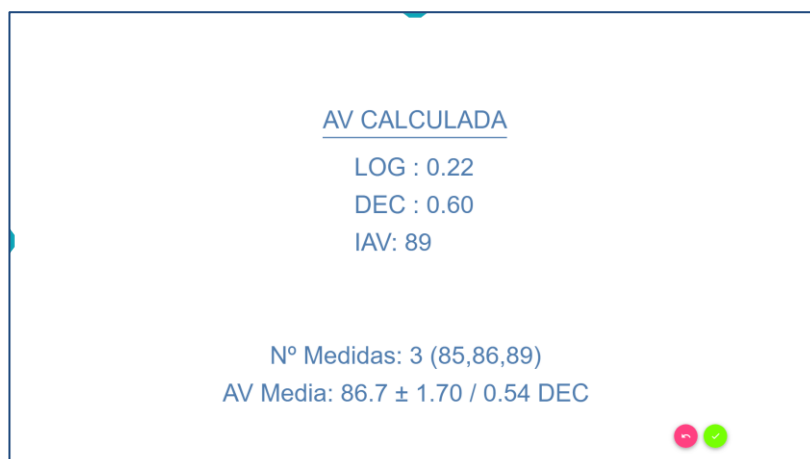 AV CALCULADA
LOG : 0.22
DEC : 0.60
IAV: 89
Nº Medidas: 3 (85,86,89)
AV Media: 86.7 ± 1.70 / 0.54 DEC